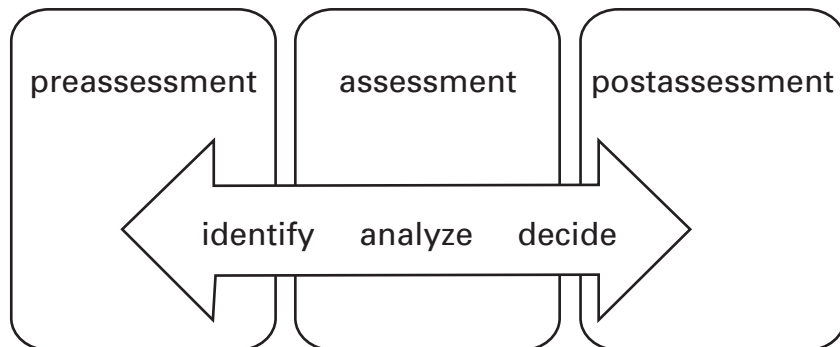 preassessment assessment postassessment
identify analyze decide